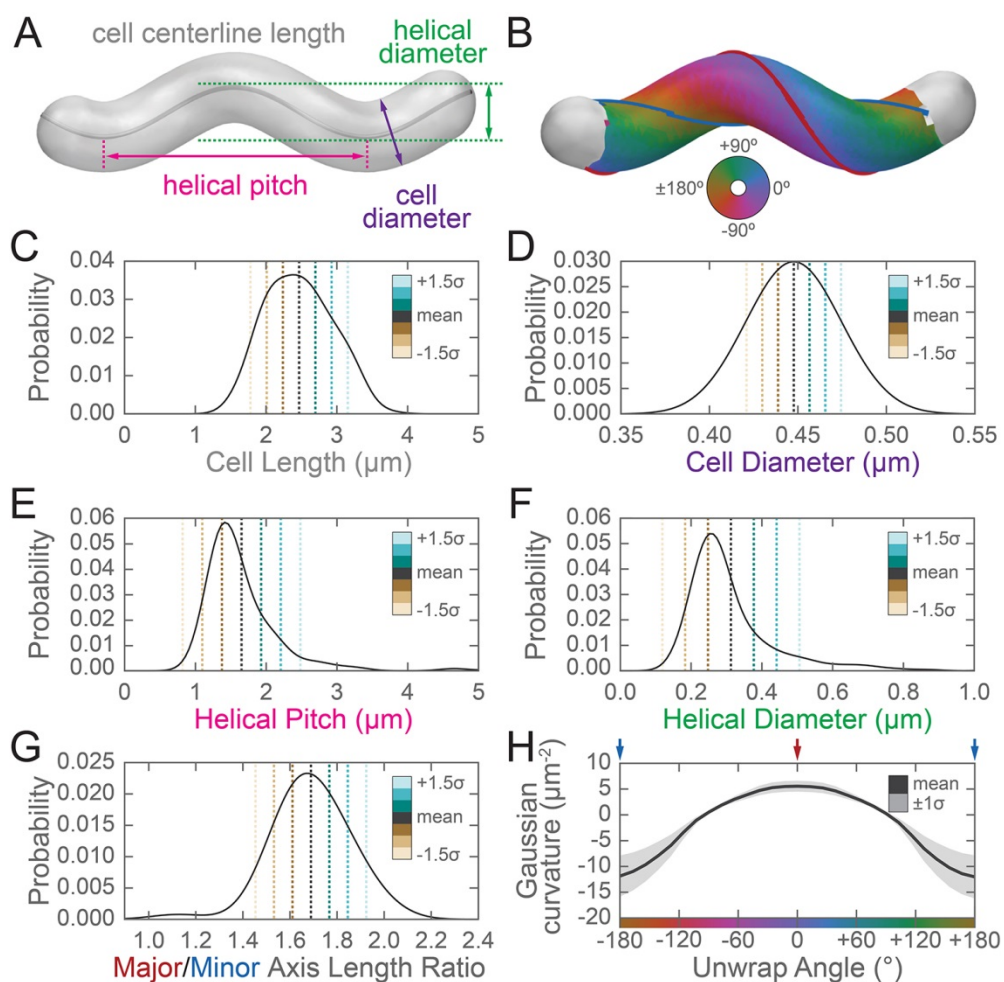 A
cell centerline length
helical
diameter
helical pitch
cell
diameter
B
+90º
±180º
0º
-90º
C
Probability
0.04
0.03
0.02
0.01
0.00
+1.5σ
mean
-1.5σ
0 1 2 3 4 5
Cell Length (µm)
D
Probability
0.030
0.025
0.020
0.015
0.010
0.005
0.000
+1.5σ
mean
-1.5σ
0.35 0.40 0.45 0.50 0.55
Cell Diameter (µm)
E
Probability
0.06
0.05
0.04
0.03
0.02
0.01
0.00
+1.5σ
mean
-1.5σ
0 1 2 3 4 5
Helical Pitch (µm)
F
Probability
0.06
0.05
0.04
0.03
0.02
0.01
0.00
+1.5σ
mean
-1.5σ
0.0 0.2 0.4 0.6 0.8 1.0
Helical Diameter (µm)
G
Probability
0.025
0.020
0.015
0.010
0.005
0.000
+1.5σ
mean
-1.5σ
1.0 1.2 1.4 1.6 1.8 2.0 2.2 2.4
Major/Minor Axis Length Ratio
H
Gaussian
curvature (µm⁻²)
10
5
0
-5
-10
-15
-20
mean
±1σ
-180 -120 -60 0 +60 +120 +180
Unwrap Angle (°)